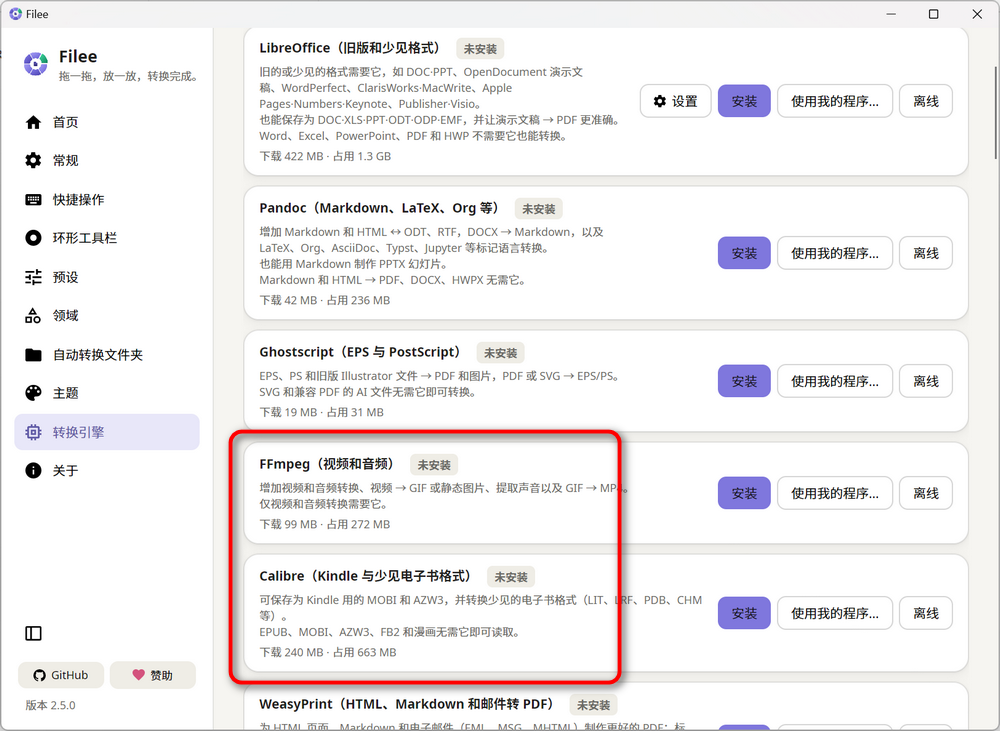 Filee
Filee
拖一拖，放一放，转换完成。
首页
常规
快捷操作
环形工具栏
预设
领域
自动转换文件夹
主题
转换引擎
关于
GitHub
赞助
版本 2.5.0
LibreOffice（旧版和少见格式） 未安装
旧的或少见的格式需要它，如 DOC·PPT、OpenDocument 演示文
稿、WordPerfect、ClarisWorks·MacWrite、Apple
Pages·Numbers·Keynote、Publisher·Visio。
也能保存为 DOC·XLS·PPT·ODT·ODP·EMF，并让演示文稿 → PDF 更准确。
Word、Excel、PowerPoint、PDF 和 HWP 不需要它也能转换。
下载 422 MB · 占用 1.3 GB
设置 安装 使用我的程序... 离线
Pandoc（Markdown、LaTeX、Org 等） 未安装
增加 Markdown 和 HTML ↔ ODT、RTF，DOCX → Markdown，以及
LaTeX、Org、AsciiDoc、Typst、Jupyter 等标记语言转换。
也能用 Markdown 制作 PPTX 幻灯片。
Markdown 和 HTML → PDF、DOCX、HWPX 无需它。
下载 42 MB · 占用 236 MB
安装 使用我的程序... 离线
Ghostscript（EPS 与 PostScript） 未安装
EPS、PS 和旧版 Illustrator 文件 → PDF 和图片，PDF 或 SVG → EPS/PS。
SVG 和兼容 PDF 的 AI 文件无需它即可转换。
下载 19 MB · 占用 31 MB
安装 使用我的程序... 离线
FFmpeg（视频和音频） 未安装
增加视频和音频转换、视频 → GIF 或静态图片、提取声音以及 GIF → MP4。
仅视频和音频转换需要它。
下载 99 MB · 占用 272 MB
安装 使用我的程序... 离线
Calibre（Kindle 与少见电子书格式） 未安装
可保存为 Kindle 用的 MOBI 和 AZW3，并转换少见的电子书格式（LIT、LRF、PDB、CHM
等）。
EPUB、MOBI、AZW3、FB2 和漫画无需它即可读取。
下载 240 MB · 占用 663 MB
安装 使用我的程序... 离线
WeasyPrint（HTML、Markdown 和邮件转 PDF） 未安装
为 HTML 页面、Markdown 和电子邮件（EML、MSG、MHTML）制作更好的 PDF：标